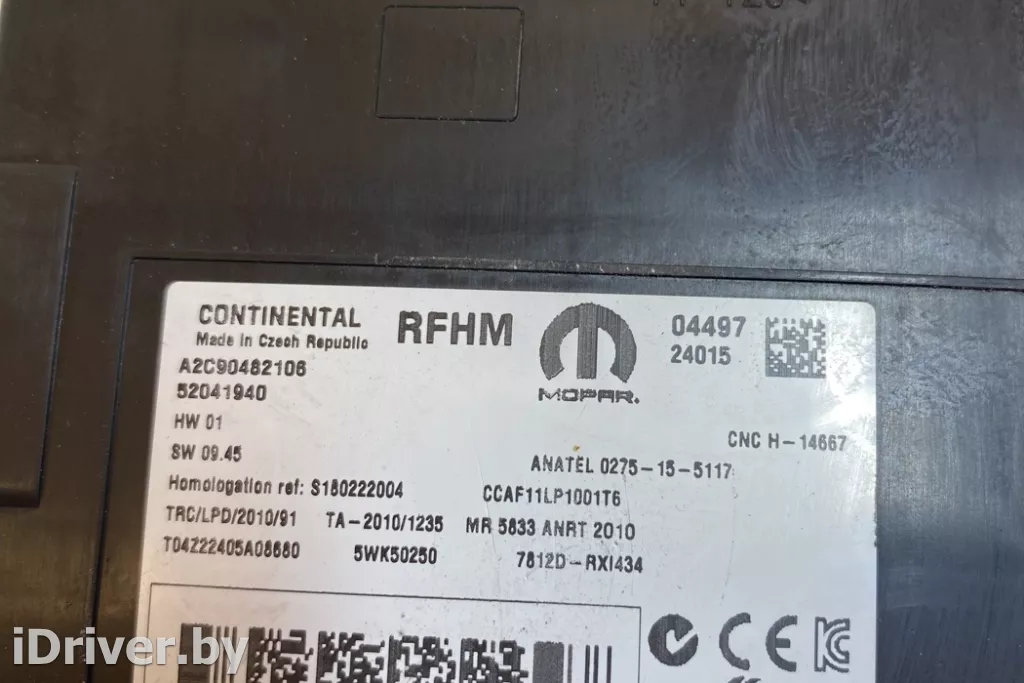 CONTINENTAL RFHM 04497
Made in Czech Republic MOPAR. 24015
A2C90482106
52041940
HW 01 CNC H-14667
SW 09.45 ANATEL 0275-15-5117
Homologation ref: S180222004 CCAF11LP1001T6
TRC/LPD/2010/91 TA-2010/1235 MR 5833 ANRT 2010
T04Z22405A08680 5WK50250 7812D-RXI434
CE
iDriver.by